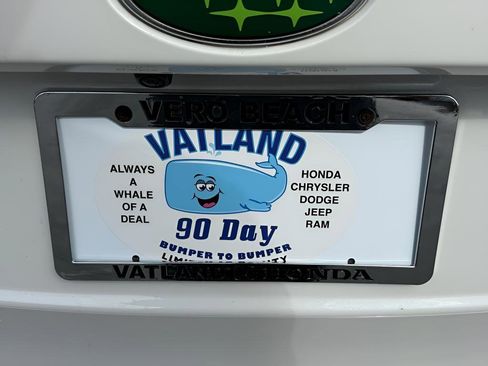 VERO BEACH
VATLAND
ALWAYS
A
WHALE
OF A
DEAL
HONDA
CHRYSLER
DODGE
JEEP
RAM
90 Day
BUMPER TO BUMPER
VATLAND HONDA